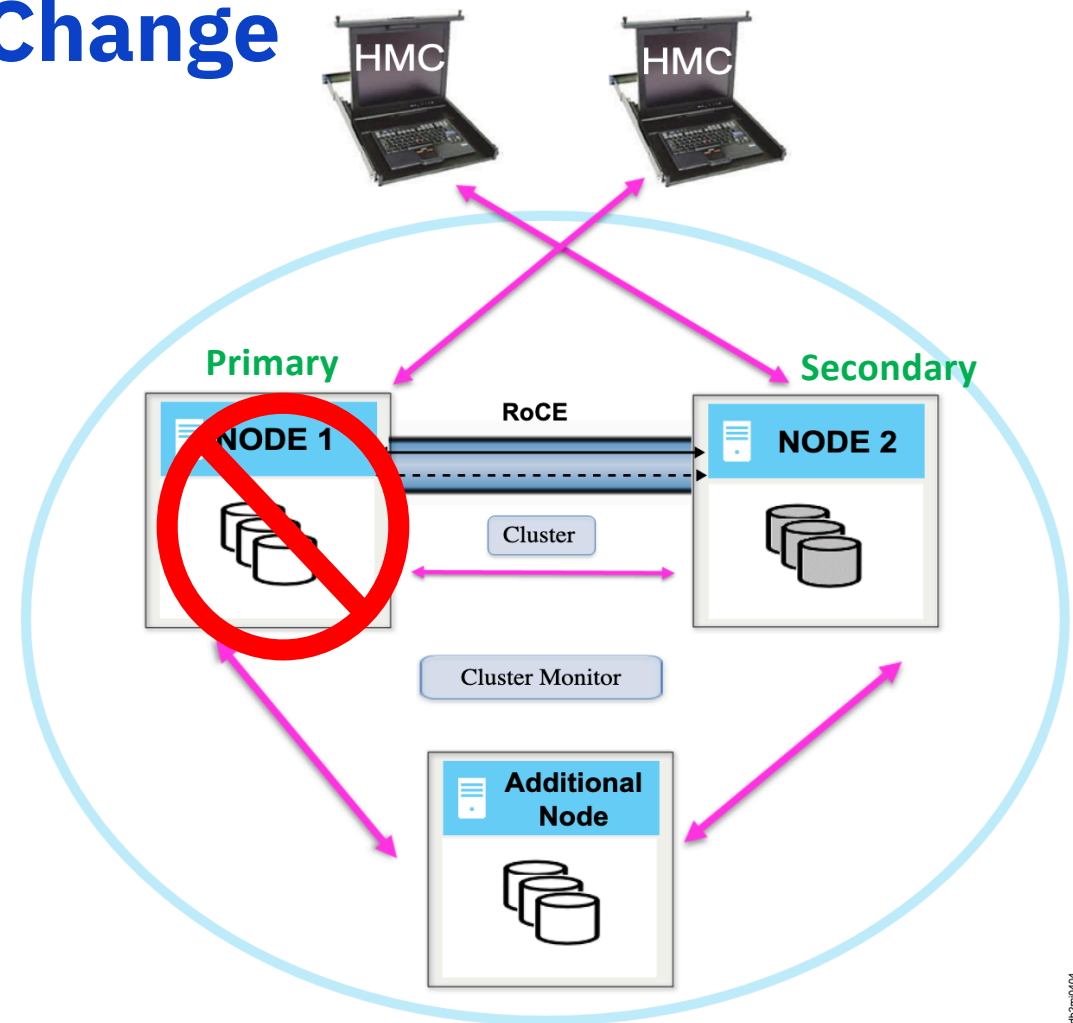 Change
HMC
HMC
Primary
Secondary
RoCE
NODE 1
NODE 2
Cluster
Cluster Monitor
Additional
Node